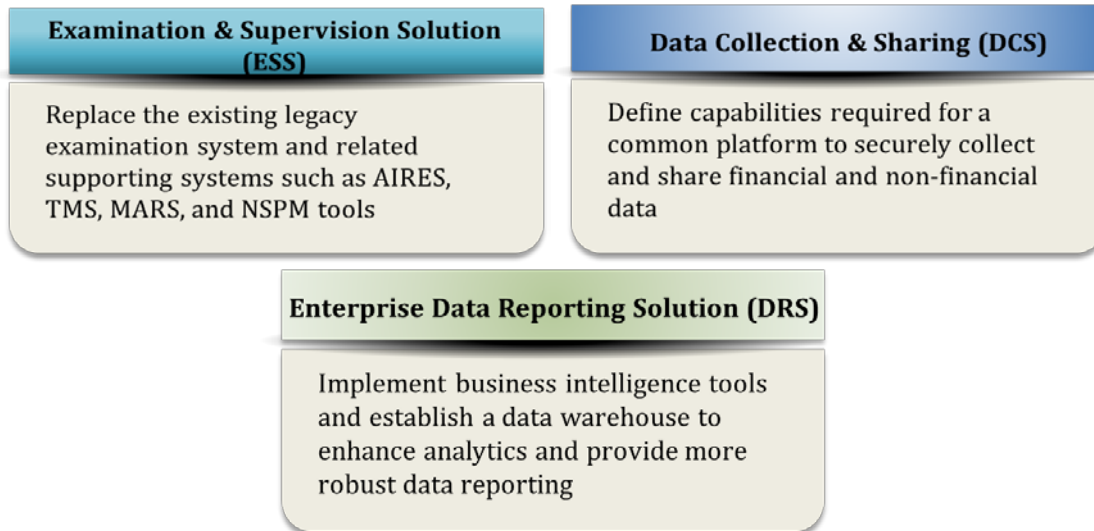 Examination & Supervision Solution
(ESS)
Replace the existing legacy
examination system and related
supporting systems such as AIRES,
TMS, MARS, and NSPM tools
Data Collection & Sharing (DCS)
Define capabilities required for a
common platform to securely collect
and share financial and non-financial
data
Enterprise Data Reporting Solution (DRS)
Implement business intelligence tools
and establish a data warehouse to
enhance analytics and provide more
robust data reporting